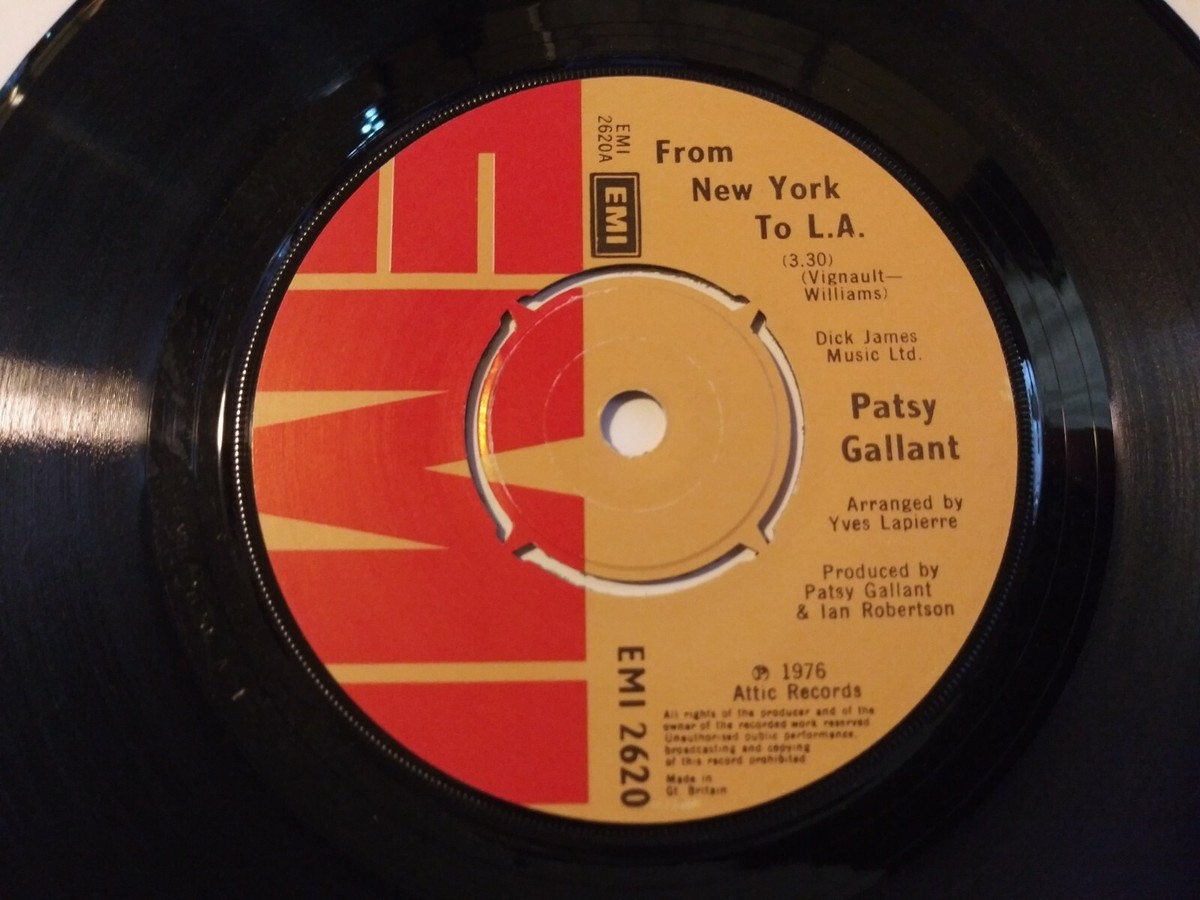 EMI
2620A
EMI
From
New York
To L.A.
(3.30)
(Vignault—
Williams)
Dick James
Music Ltd.
Patsy
Gallant
Arranged by
Yves Lapierre
Produced by
Patsy Gallant
& Ian Robertson
℗ 1976
Attic Records
All rights of the producer and of the
owner of the recorded work reserved
Unauthorised public performance,
broadcasting and copying
of this record prohibited
Made in
Gt. Britain
EMI 2620
EMI